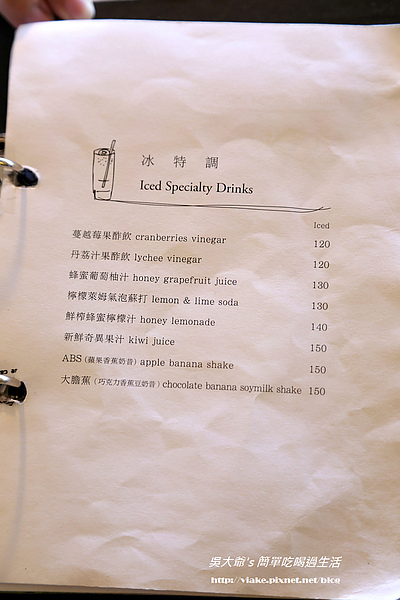 冰特調
Iced Specialty Drinks
Iced
蔓越莓果酢飲 cranberries vinegar 120
丹荔汁果酢飲 lychee vinegar 120
蜂蜜葡萄柚汁 honey grapefruit juice 130
檸檬萊姆氣泡蘇打 lemon & lime soda 130
鮮榨蜂蜜檸檬汁 honey lemonade 140
新鮮奇異果汁 kiwi juice 150
ABS (蘋果香蕉奶昔) apple banana shake 150
大膽蕉 (巧克力香蕉豆奶昔) chocolate banana soymilk shake 150
吳大爺's 簡單吃喝過生活
http://viake.pixnet.net/blog